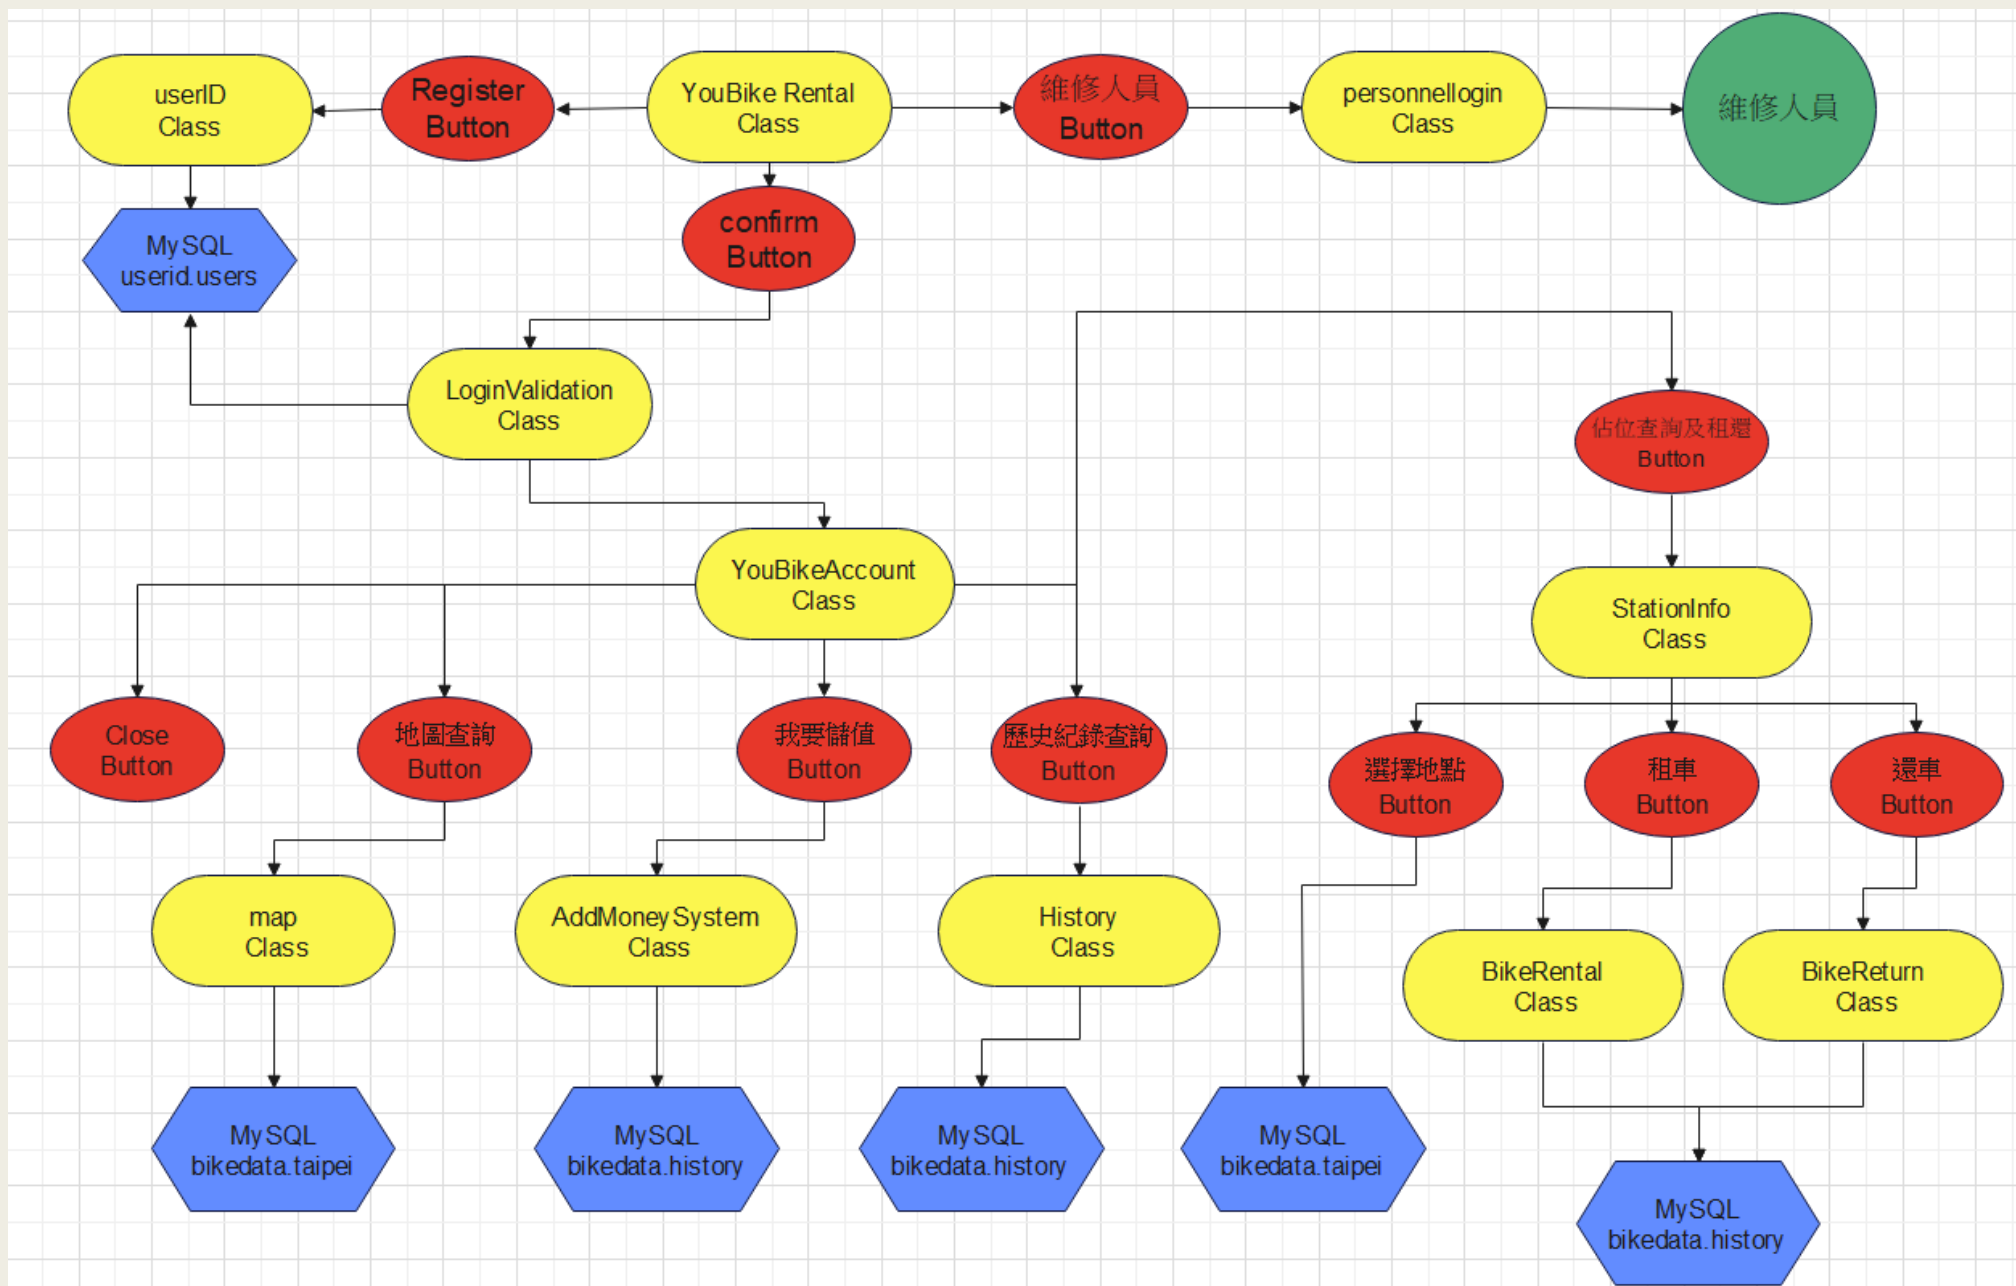 userID
Class
Register
Button
YouBike Rental
Class
維修人員
Button
personnellogin
Class
維修人員
MySQL
userid.users
confirm
Button
LoginValidation
Class
佔位查詢及租還
Button
YouBikeAccount
Class
StationInfo
Class
Close
Button
地圖查詢
Button
我要儲值
Button
歷史紀錄查詢
Button
選擇地點
Button
租車
Button
還車
Button
map
Class
AddMoneySystem
Class
History
Class
BikeRental
Class
BikeReturn
Class
MySQL
bikedata.taipei
MySQL
bikedata.history
MySQL
bikedata.history
MySQL
bikedata.taipei
MySQL
bikedata.history